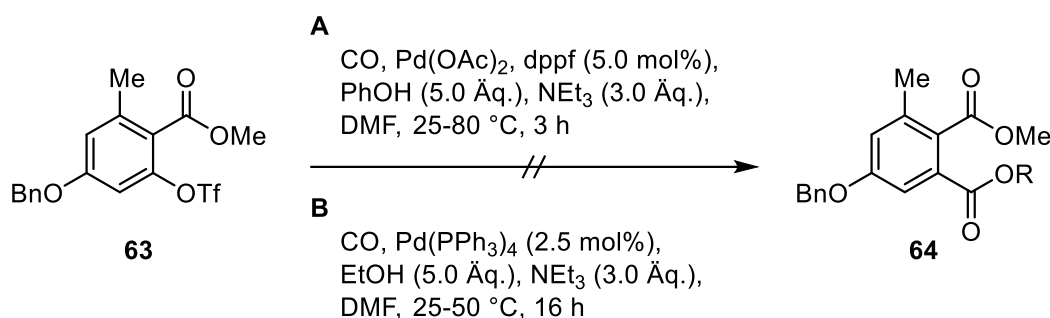 A
CO, Pd(OAc)₂, dppf (5.0 mol%),
PhOH (5.0 Äq.), NEt₃ (3.0 Äq.),
DMF, 25-80 °C, 3 h
Me
O
OMe
OTf
BnO
63
B
CO, Pd(PPh₃)₄ (2.5 mol%),
EtOH (5.0 Äq.), NEt₃ (3.0 Äq.),
DMF, 25-50 °C, 16 h
Me
O
OMe
OR
O
BnO
64